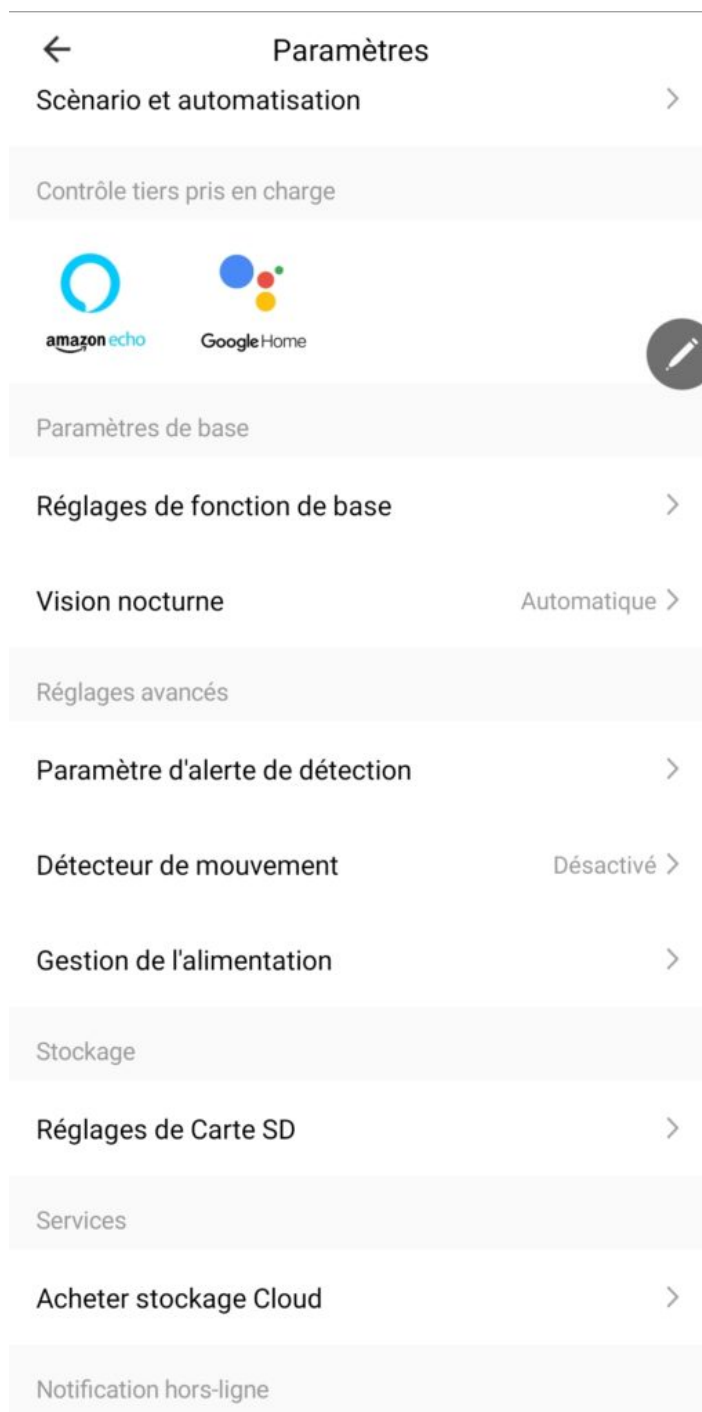 Paramètres
Scènario et automatisation
Contrôle tiers pris en charge
amazon echo
Google Home
Paramètres de base
Réglages de fonction de base
Vision nocturne Automatique
Réglages avancés
Paramètre d'alerte de détection
Détecteur de mouvement Désactivé
Gestion de l'alimentation
Stockage
Réglages de Carte SD
Services
Acheter stockage Cloud
Notification hors-ligne